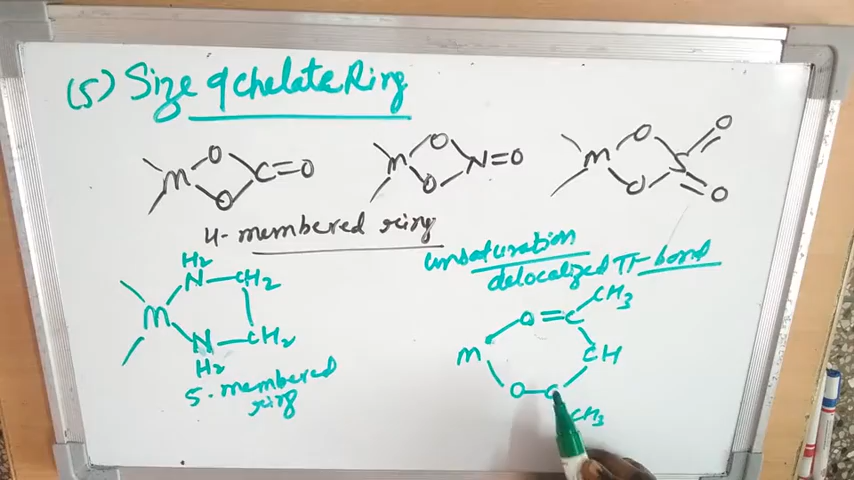 (5) Size of Chelate Ring
M O O C=O
M O O N=O
M O O S O O
4-membered ring
unsaturation
delocalized π bond
M H2 N-CH2
N-CH2 H2
5-membered
ring
M O=C CH3
CH
O-C CH3